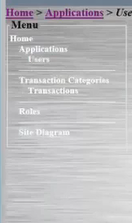 Home > Applications > Use
Menu
Home
Applications
Users
Transaction Categories
Transactions
Roles
Site Diagram